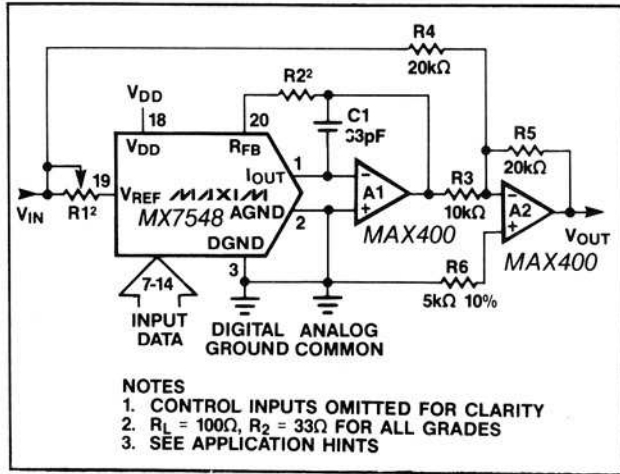 R4
20kΩ
R2²
VDD
18
20
C1
33pF
R5
20kΩ
VDD
RFB
1
IOUT
R3
10kΩ
A1
A2
19
VREF MAXIM
MX7548
AGND
2
VIN
R1²
MAX400
VOUT
DGND
3
MAX400
7-14
R6
5kΩ 10%
INPUT
DATA
DIGITAL
GROUND
ANALOG
COMMON
NOTES
1. CONTROL INPUTS OMITTED FOR CLARITY
2. RL = 100Ω, R2 = 33Ω FOR ALL GRADES
3. SEE APPLICATION HINTS